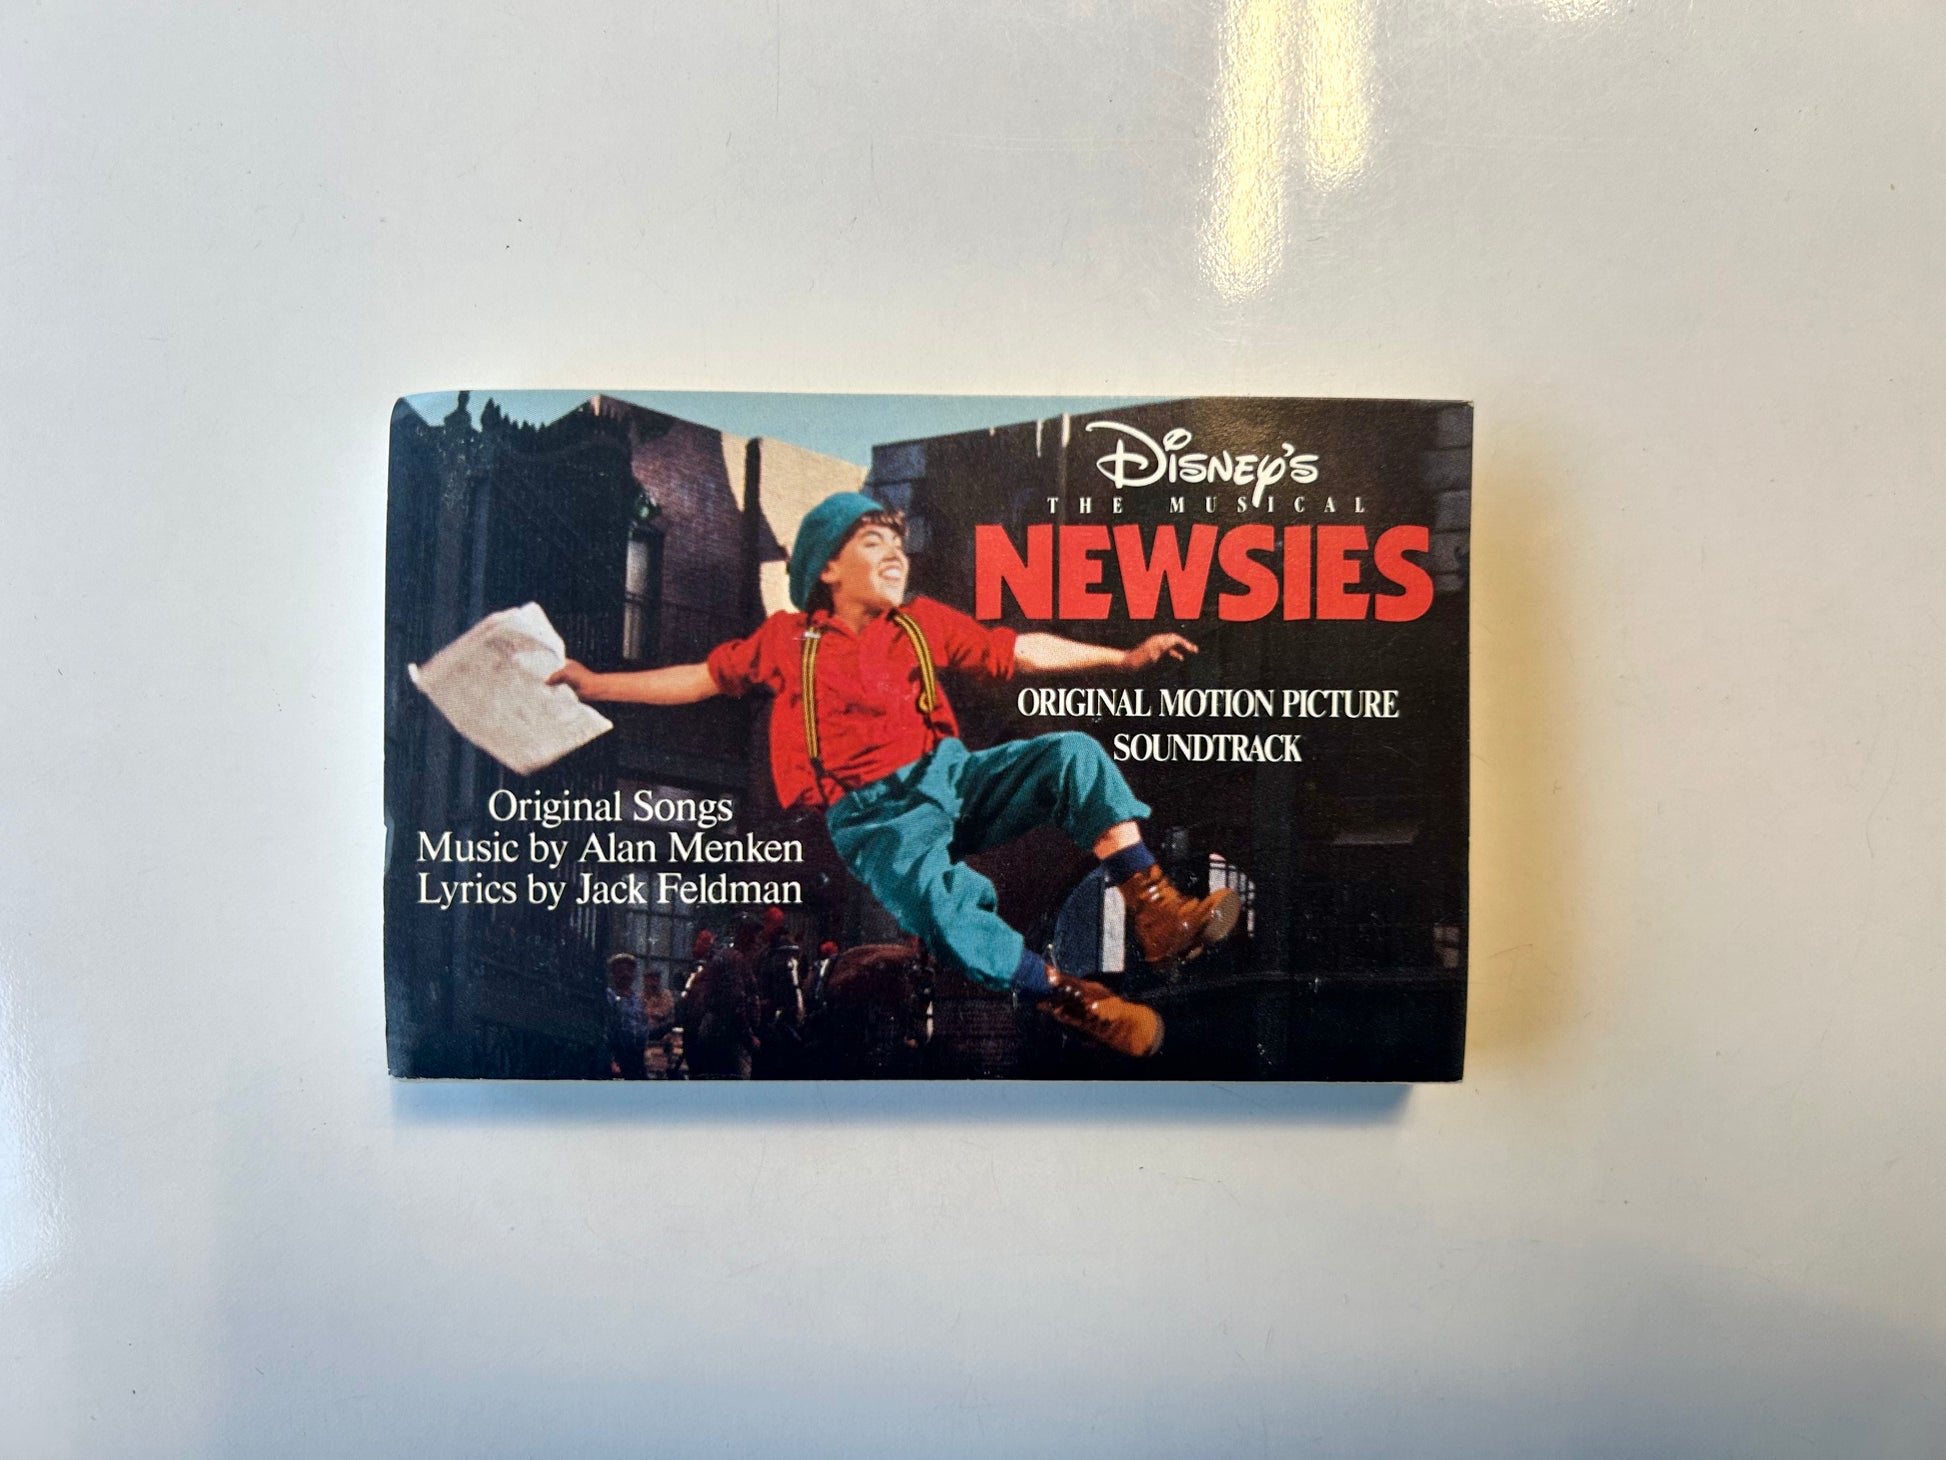 DISNEY'S
THE MUSICAL
NEWSIES
ORIGINAL MOTION PICTURE
SOUNDTRACK
Original Songs
Music by Alan Menken
Lyrics by Jack Feldman